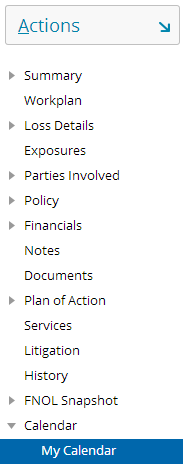 Actions
Summary
Workplan
Loss Details
Exposures
Parties Involved
Policy
Financials
Notes
Documents
Plan of Action
Services
Litigation
History
FNOL Snapshot
Calendar
My Calendar